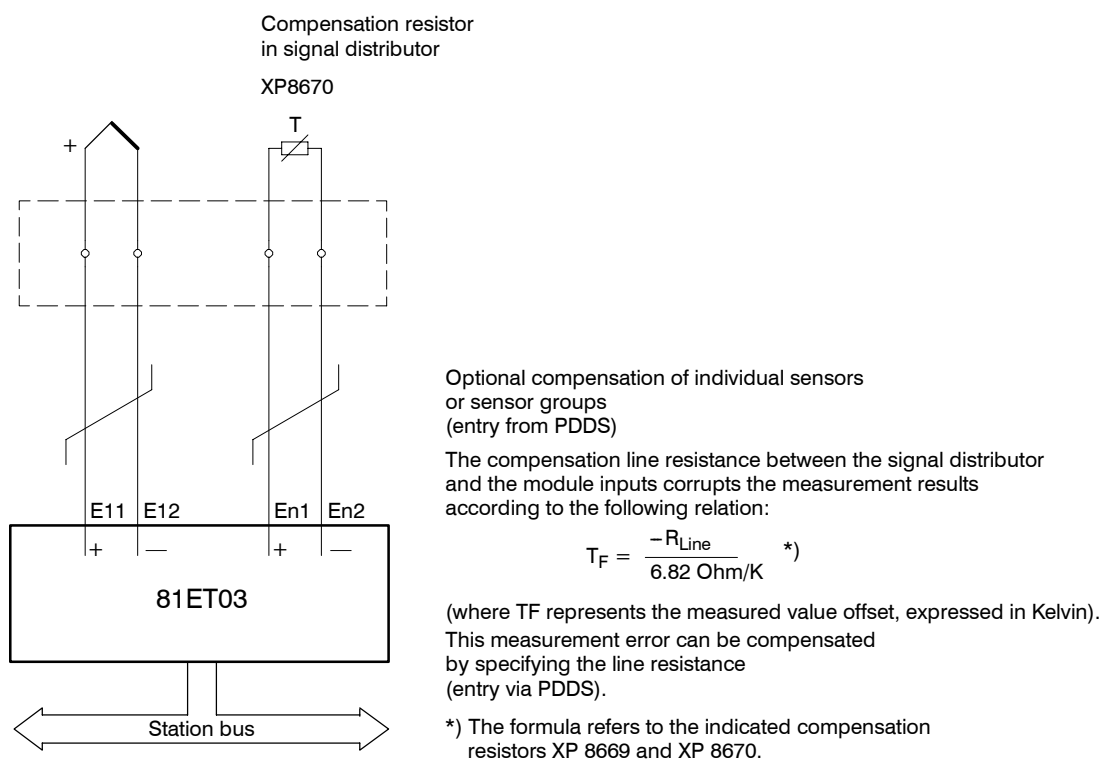 Compensation resistor
in signal distributor
XP8670
T
+
Optional compensation of individual sensors
or sensor groups
(entry from PDDS)
The compensation line resistance between the signal distributor
and the module inputs corrupts the measurement results
according to the following relation:
E11 E12 En1 En2
+ — + —
T_F = −R_Line / 6.82 Ohm/K *)
81ET03
(where TF represents the measured value offset, expressed in Kelvin).
This measurement error can be compensated
by specifying the line resistance
(entry via PDDS).
Station bus
*) The formula refers to the indicated compensation
resistors XP 8669 and XP 8670.